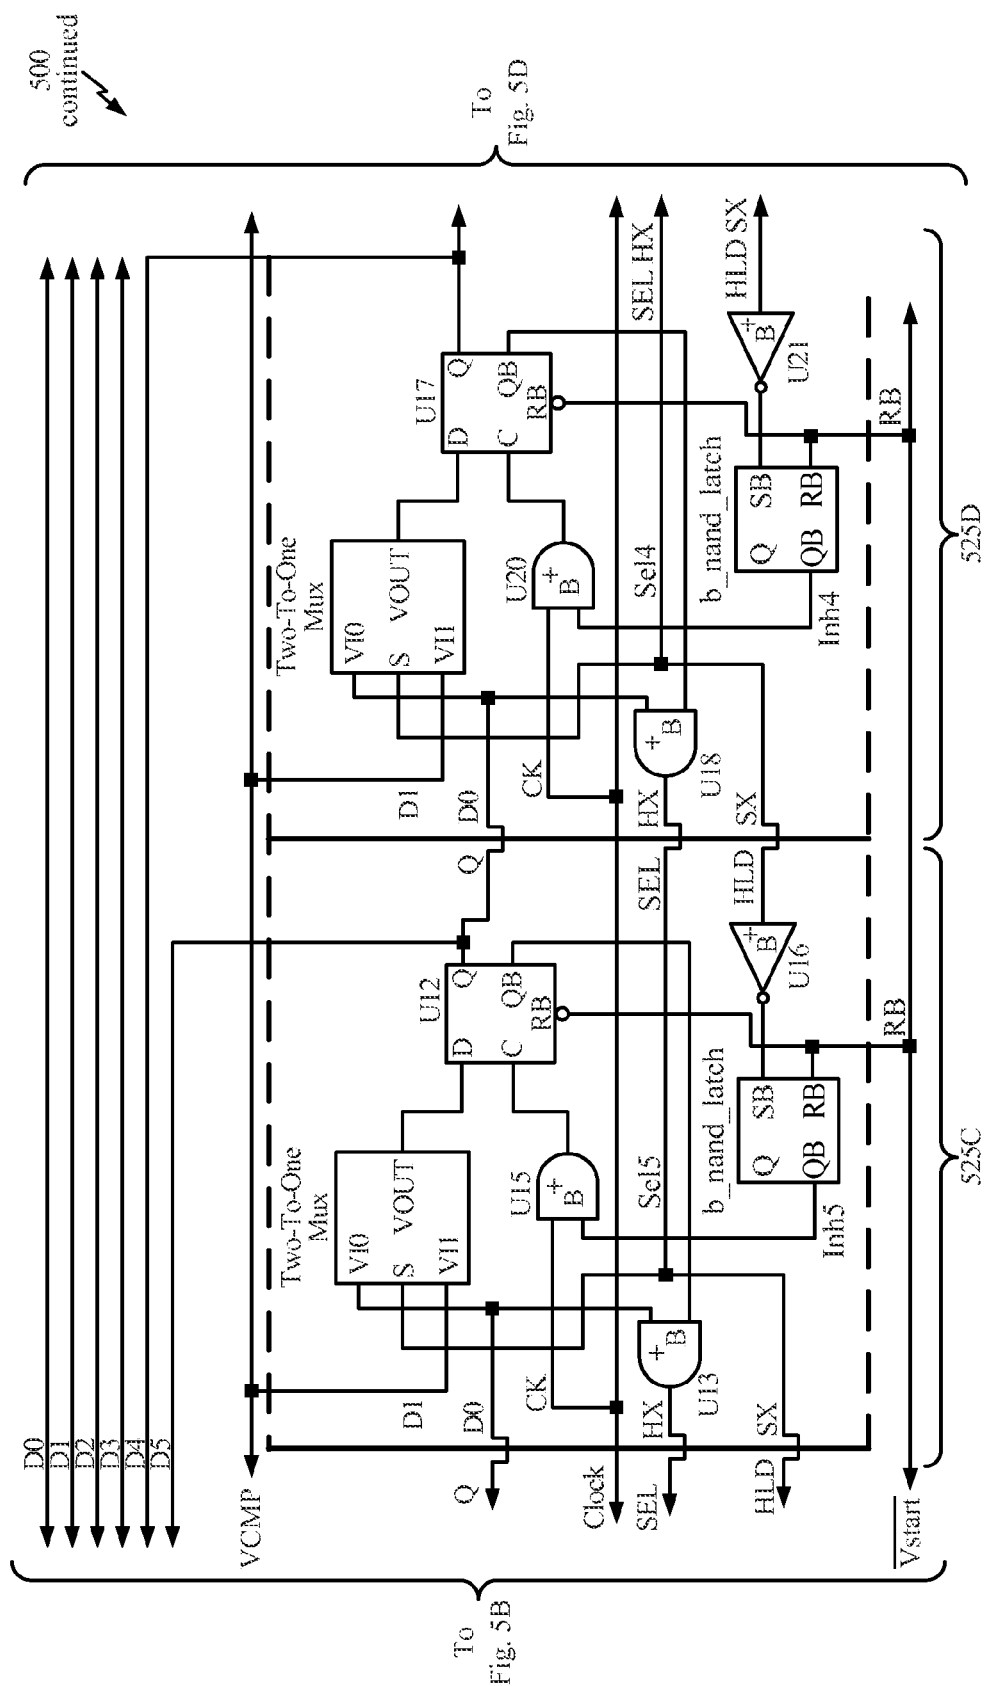 500
continued
To
Fig. 5D
To
Fig. 5B
D0
D1
D2
D3
D4
D5
VCMP
Q
Clock
SEL
HLD
Vstart
Two-To-One
Mux
VI0
S
VI1
VOUT
D1
D0
CK
HX
SX
U12
D
Q
C
QB
RB
U15
+
B
U13
+
B
Sel5
b_nand_latch
Q
SB
QB
RB
Inh5
U16
+
B
RB
525C
Q
SEL
HLD
Two-To-One
Mux
VI0
S
VI1
VOUT
D1
D0
CK
HX
SX
U17
D
Q
C
QB
RB
U20
+
B
U18
+
B
Sel4
b_nand_latch
Q
SB
QB
RB
Inh4
U21
+
B
RB
SEL HX
HLD SX
525D